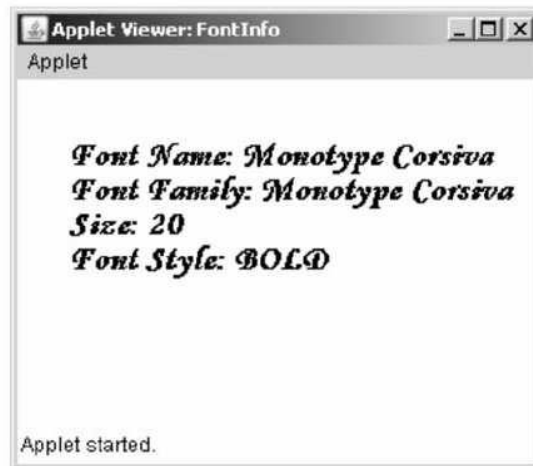 Applet Viewer: FontInfo
Applet
Font Name: Monotype Corsiva
Font Family: Monotype Corsiva
Size: 20
Font Style: BOLD
Applet started.